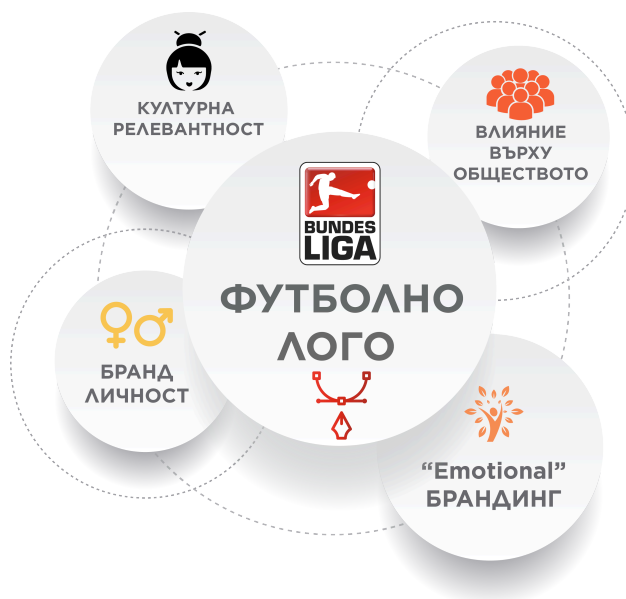 КУЛТУРНА
РЕЛЕВАНТНОСТ
ВЛИЯНИЕ
ВЪРХУ
ОБЩЕСТВОТО
BUNDES
LIGA
ФУТБОЛНО
ЛОГО
БРАНД
ЛИЧНОСТ
“Emotional”
БРАНДИНГ